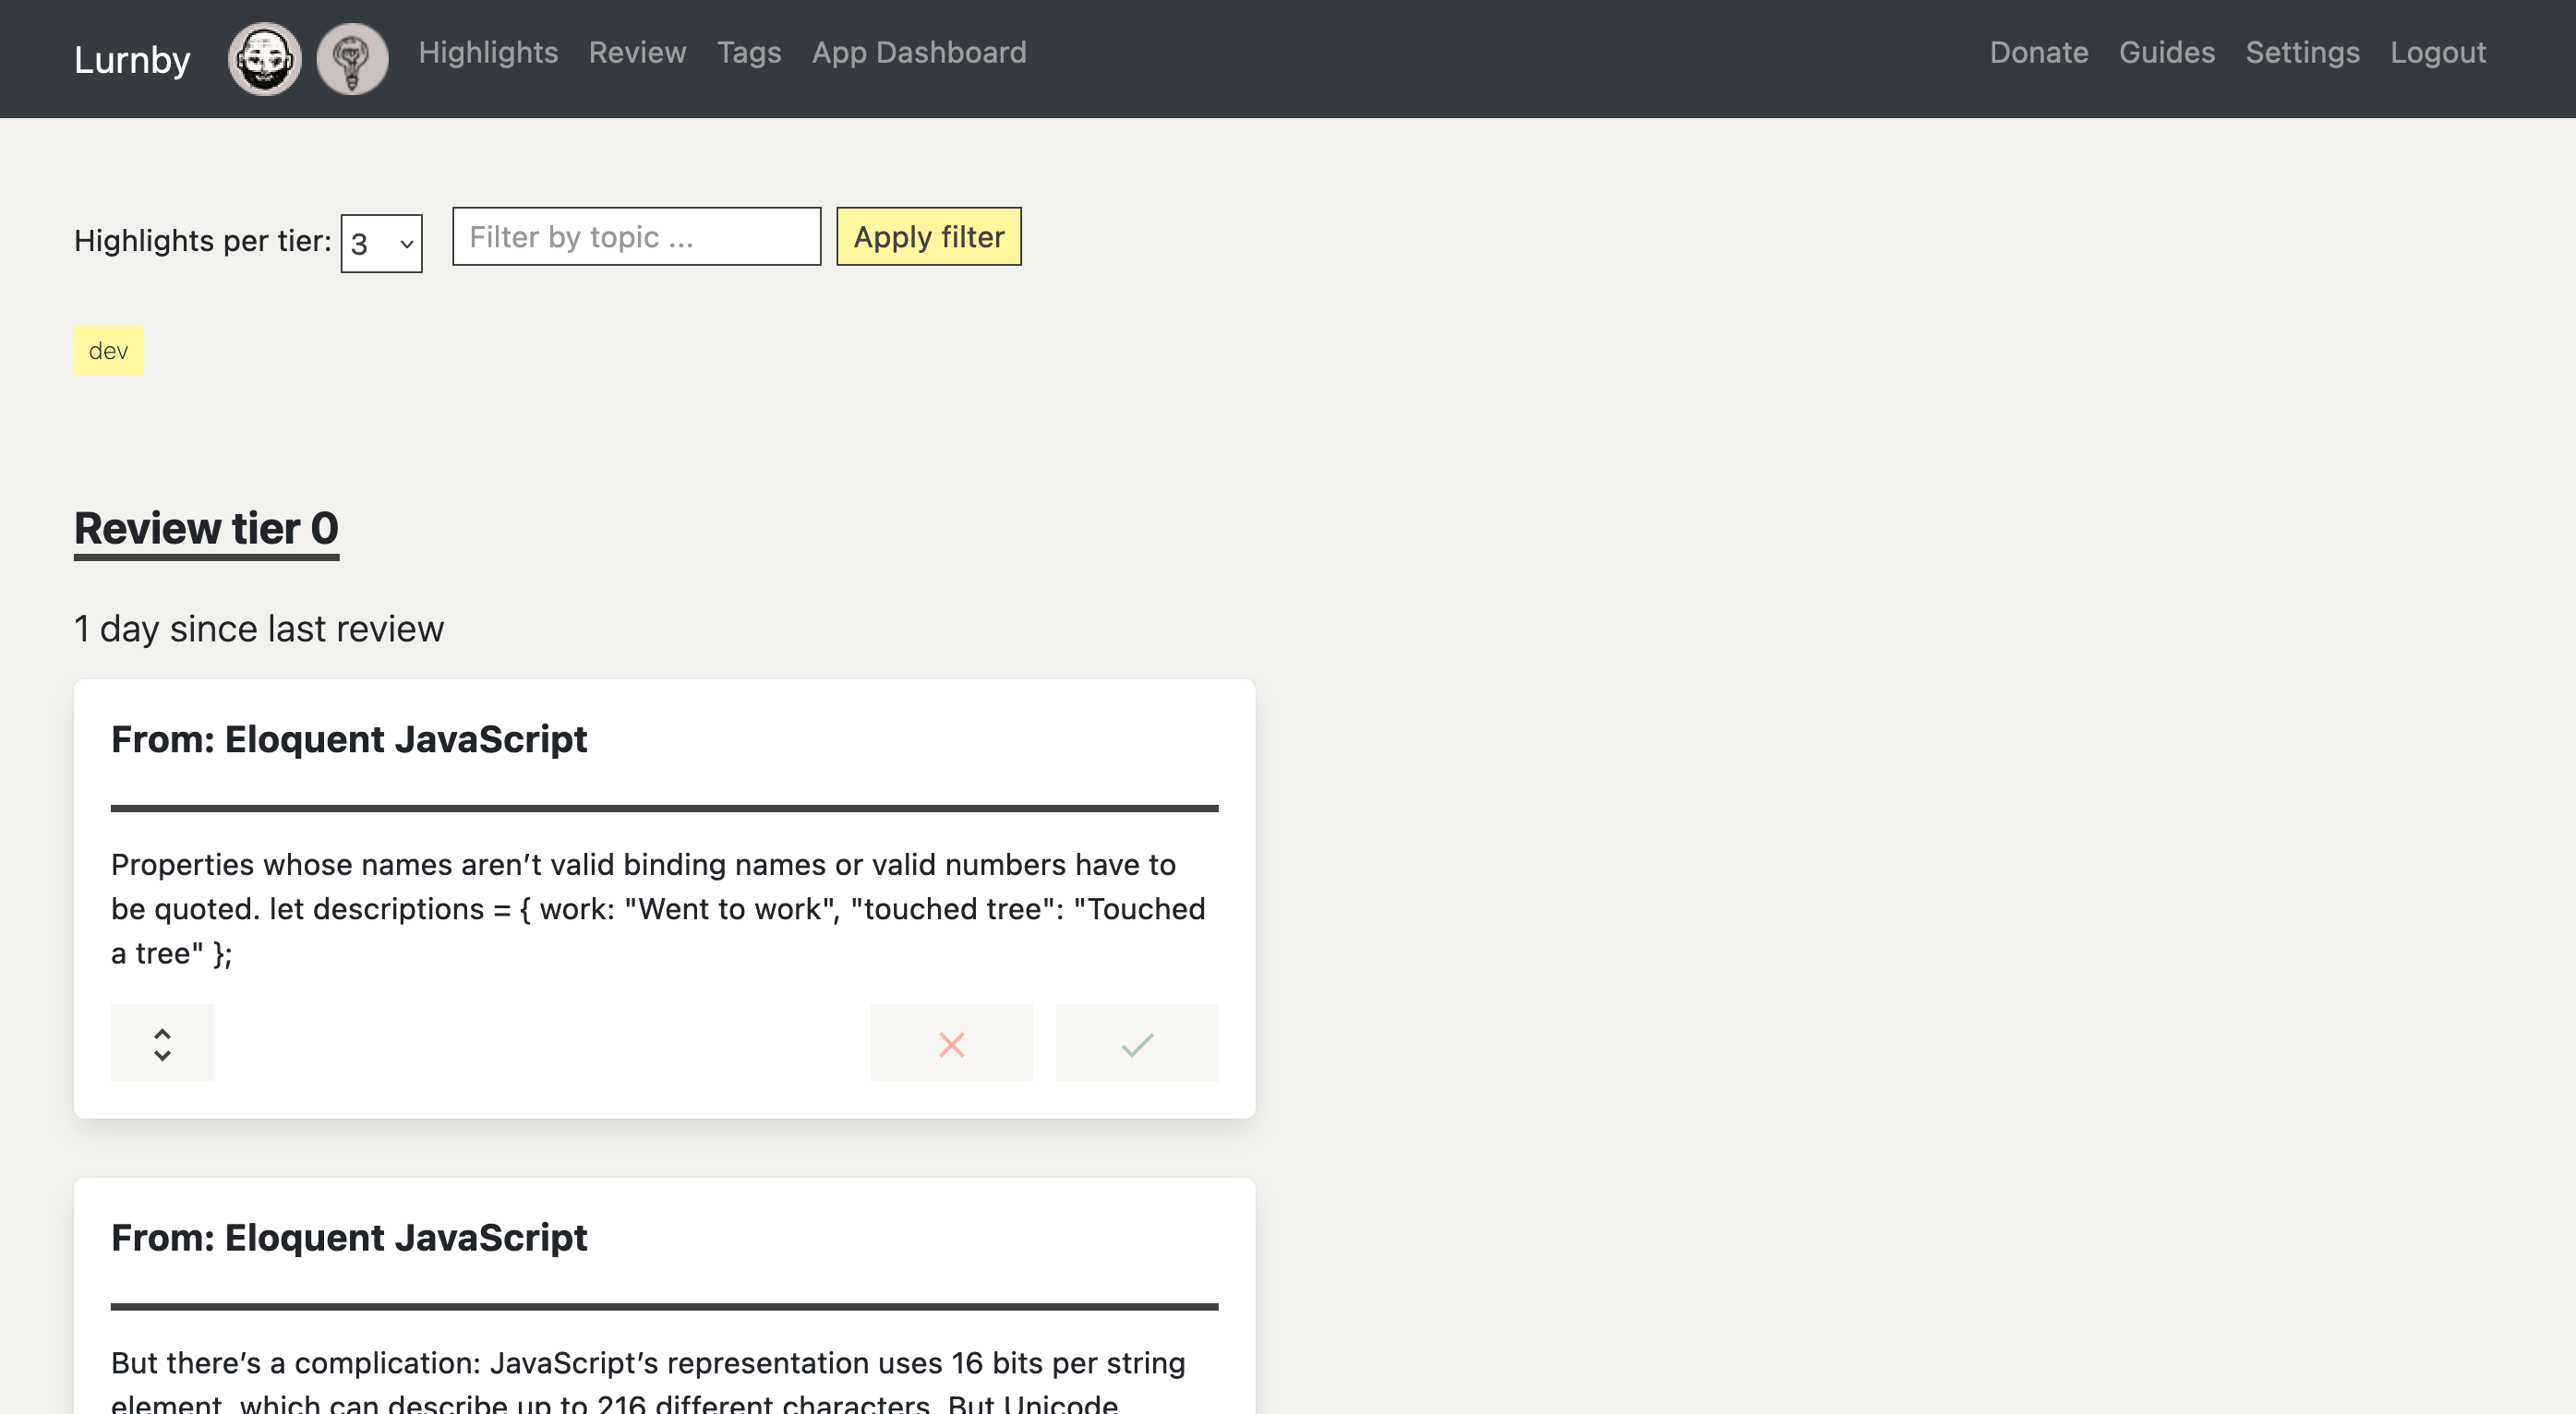 Lurnby Highlights Review Tags App Dashboard Donate Guides Settings Logout
Highlights per tier: 3 Filter by topic ... Apply filter
dev
Review tier 0
1 day since last review
From: Eloquent JavaScript
Properties whose names aren’t valid binding names or valid numbers have to
be quoted. let descriptions = { work: "Went to work", "touched tree": "Touched
a tree" };
From: Eloquent JavaScript
But there’s a complication: JavaScript’s representation uses 16 bits per string
element, which can describe up to 216 different characters. But Unicode